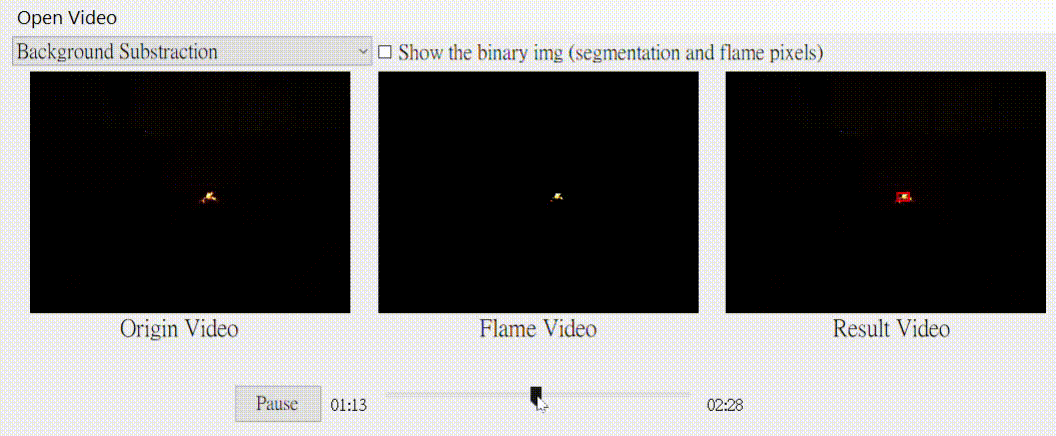 Open Video
Background Substraction
Show the binary img (segmentation and flame pixels)
Origin Video
Flame Video
Result Video
Pause
01:13
02:28